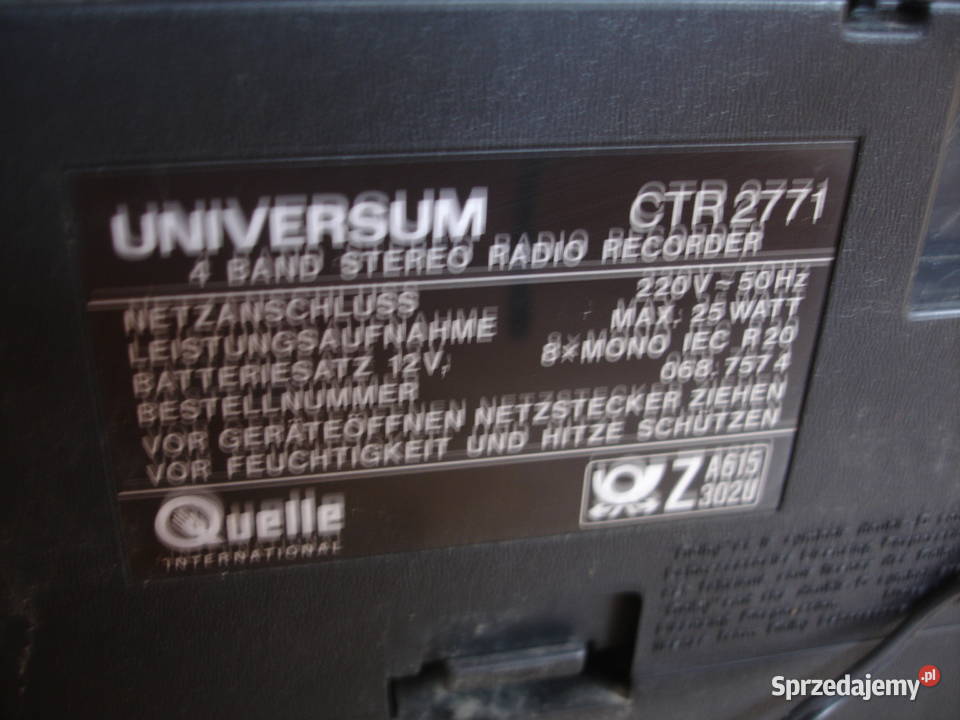 UNIVERSUM CTR 2771
4 BAND STEREO RADIO RECORDER
NETZANSCHLUSS 220V ~ 50Hz
LEISTUNGSAUFNAHME MAX. 25 WATT
BATTERIESATZ 12V, 8×MONO IEC R20
BESTELLNUMMER 068.7574
VOR GERÄTEÖFFNEN NETZSTECKER ZIEHEN
VOR FEUCHTIGKEIT UND HITZE SCHÜTZEN
Quelle
INTERNATIONAL
Z A615
302U
Sprzedajemy.pl